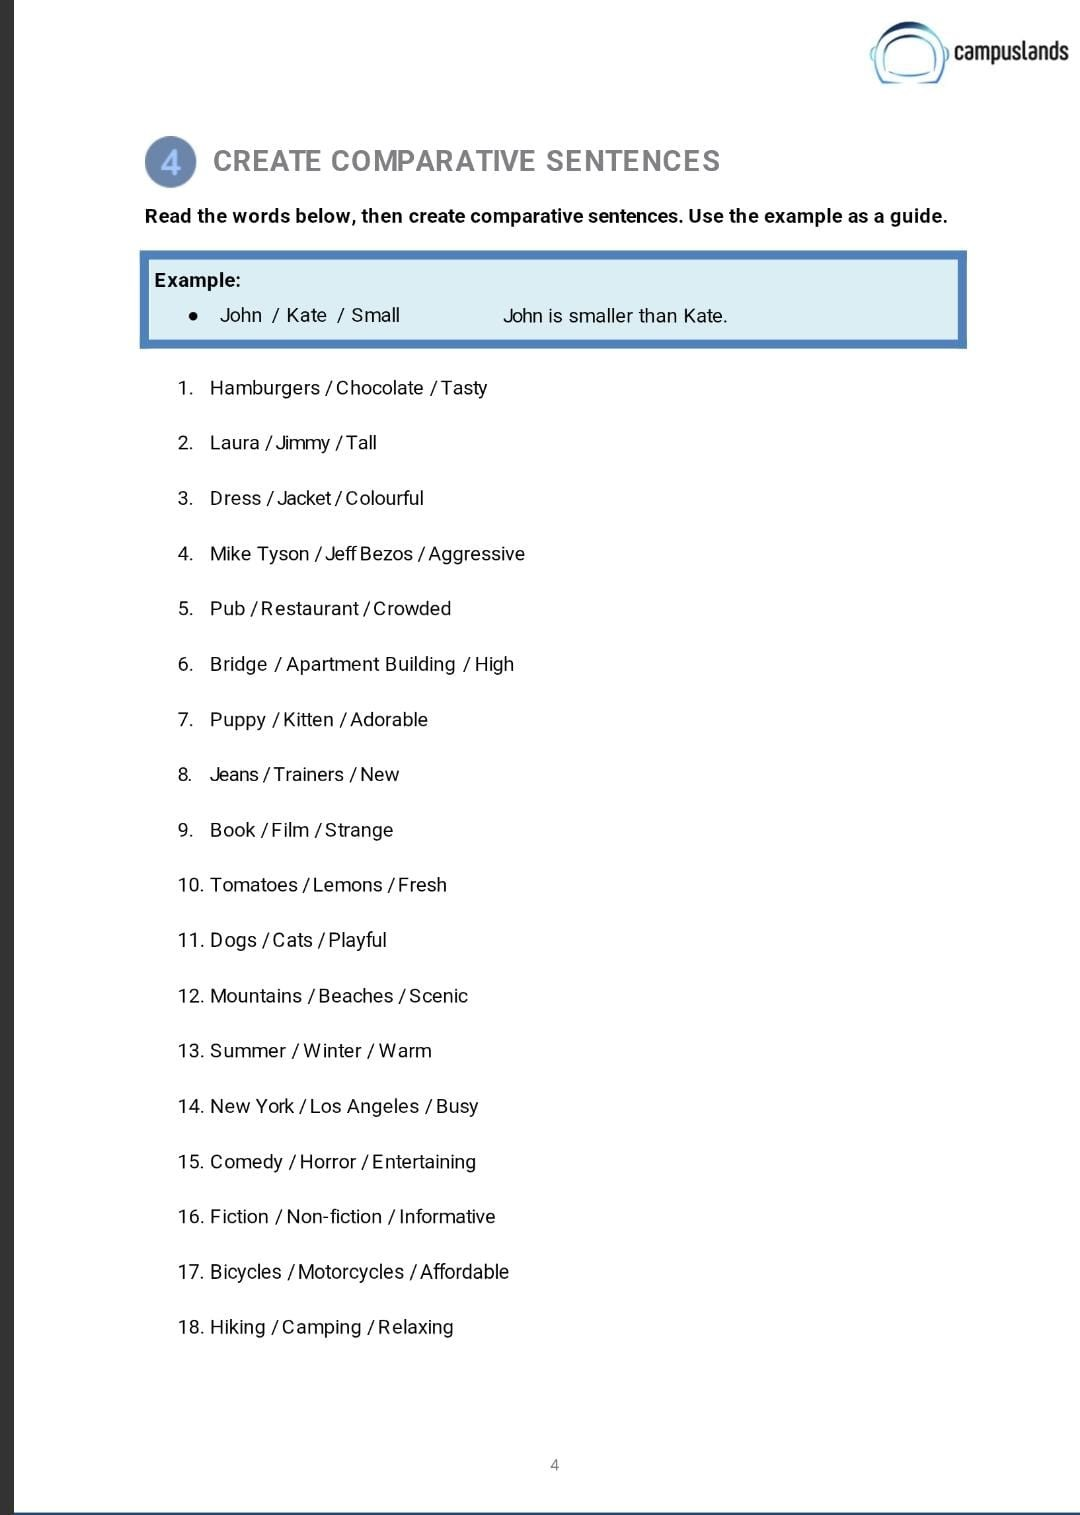 campuslands
4 CREATE COMPARATIVE SENTENCES
Read the words below, then create comparative sentences. Use the example as a guide.
Example:
● John / Kate / Small John is smaller than Kate.
1. Hamburgers / Chocolate / Tasty
2. Laura / Jimmy / Tall
3. Dress / Jacket / Colourful
4. Mike Tyson / Jeff Bezos / Aggressive
5. Pub / Restaurant / Crowded
6. Bridge / Apartment Building / High
7. Puppy / Kitten / Adorable
8. Jeans / Trainers / New
9. Book / Film / Strange
10. Tomatoes / Lemons / Fresh
11. Dogs / Cats / Playful
12. Mountains / Beaches / Scenic
13. Summer / Winter / Warm
14. New York / Los Angeles / Busy
15. Comedy / Horror / Entertaining
16. Fiction / Non-fiction / Informative
17. Bicycles / Motorcycles / Affordable
18. Hiking / Camping / Relaxing
4